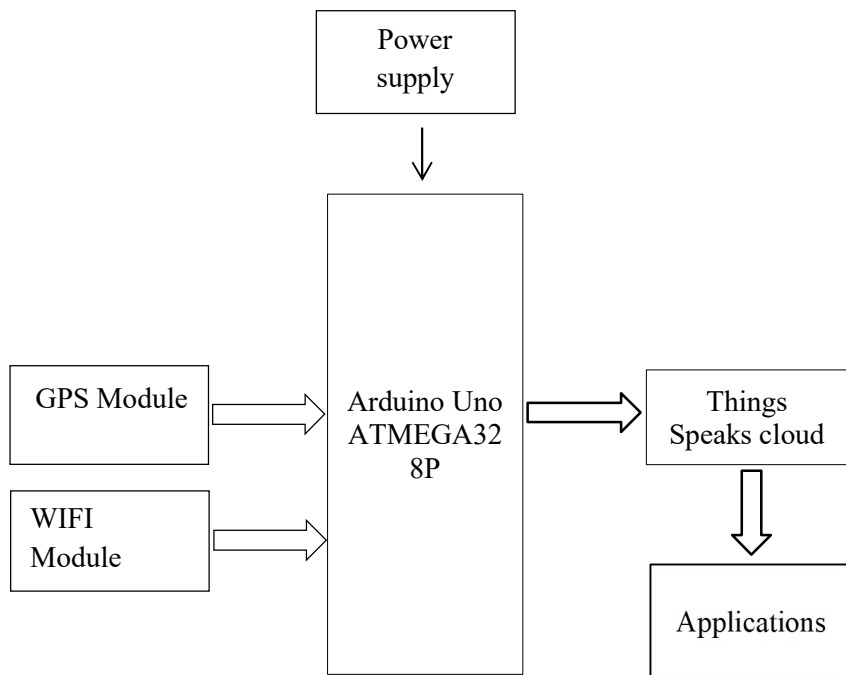 Power
supply
GPS Module
WIFI
Module
Arduino Uno
ATMEGA32
8P
Things
Speaks cloud
Applications